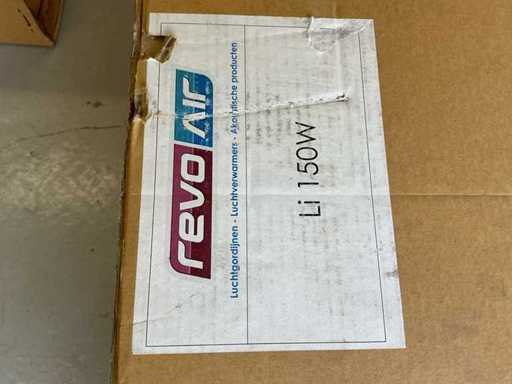 revo AIR
Luchtgordijnen - Luchtverwarmers - Akoestische producten
Li 150W